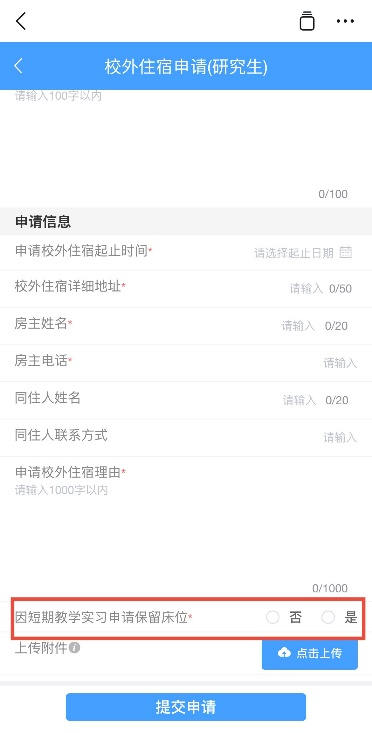 校外住宿申请(研究生)
请输入100字以内
0/100
申请信息
申请校外住宿起止时间* 请选择起止日期
校外住宿详细地址* 请输入 0/50
房主姓名* 请输入 0/20
房主电话* 请输入
同住人姓名 请输入 0/20
同住人联系方式 请输入
申请校外住宿理由*
请输入1000字以内
0/1000
因短期教学实习申请保留床位* 否 是
上传附件 点击上传
提交申请